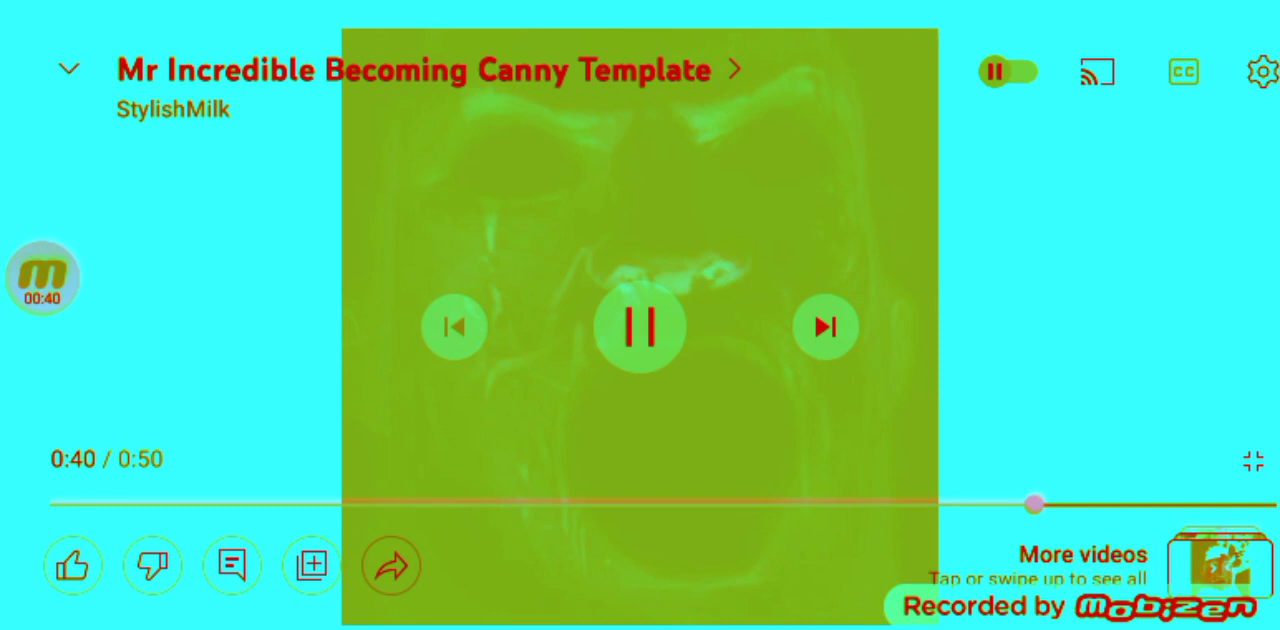 Mr Incredible Becoming Canny Template
StylishMilk
CC
m
00:40
0:40 / 0:50
More videos
Tap or swipe up to see all
Recorded by mobizen